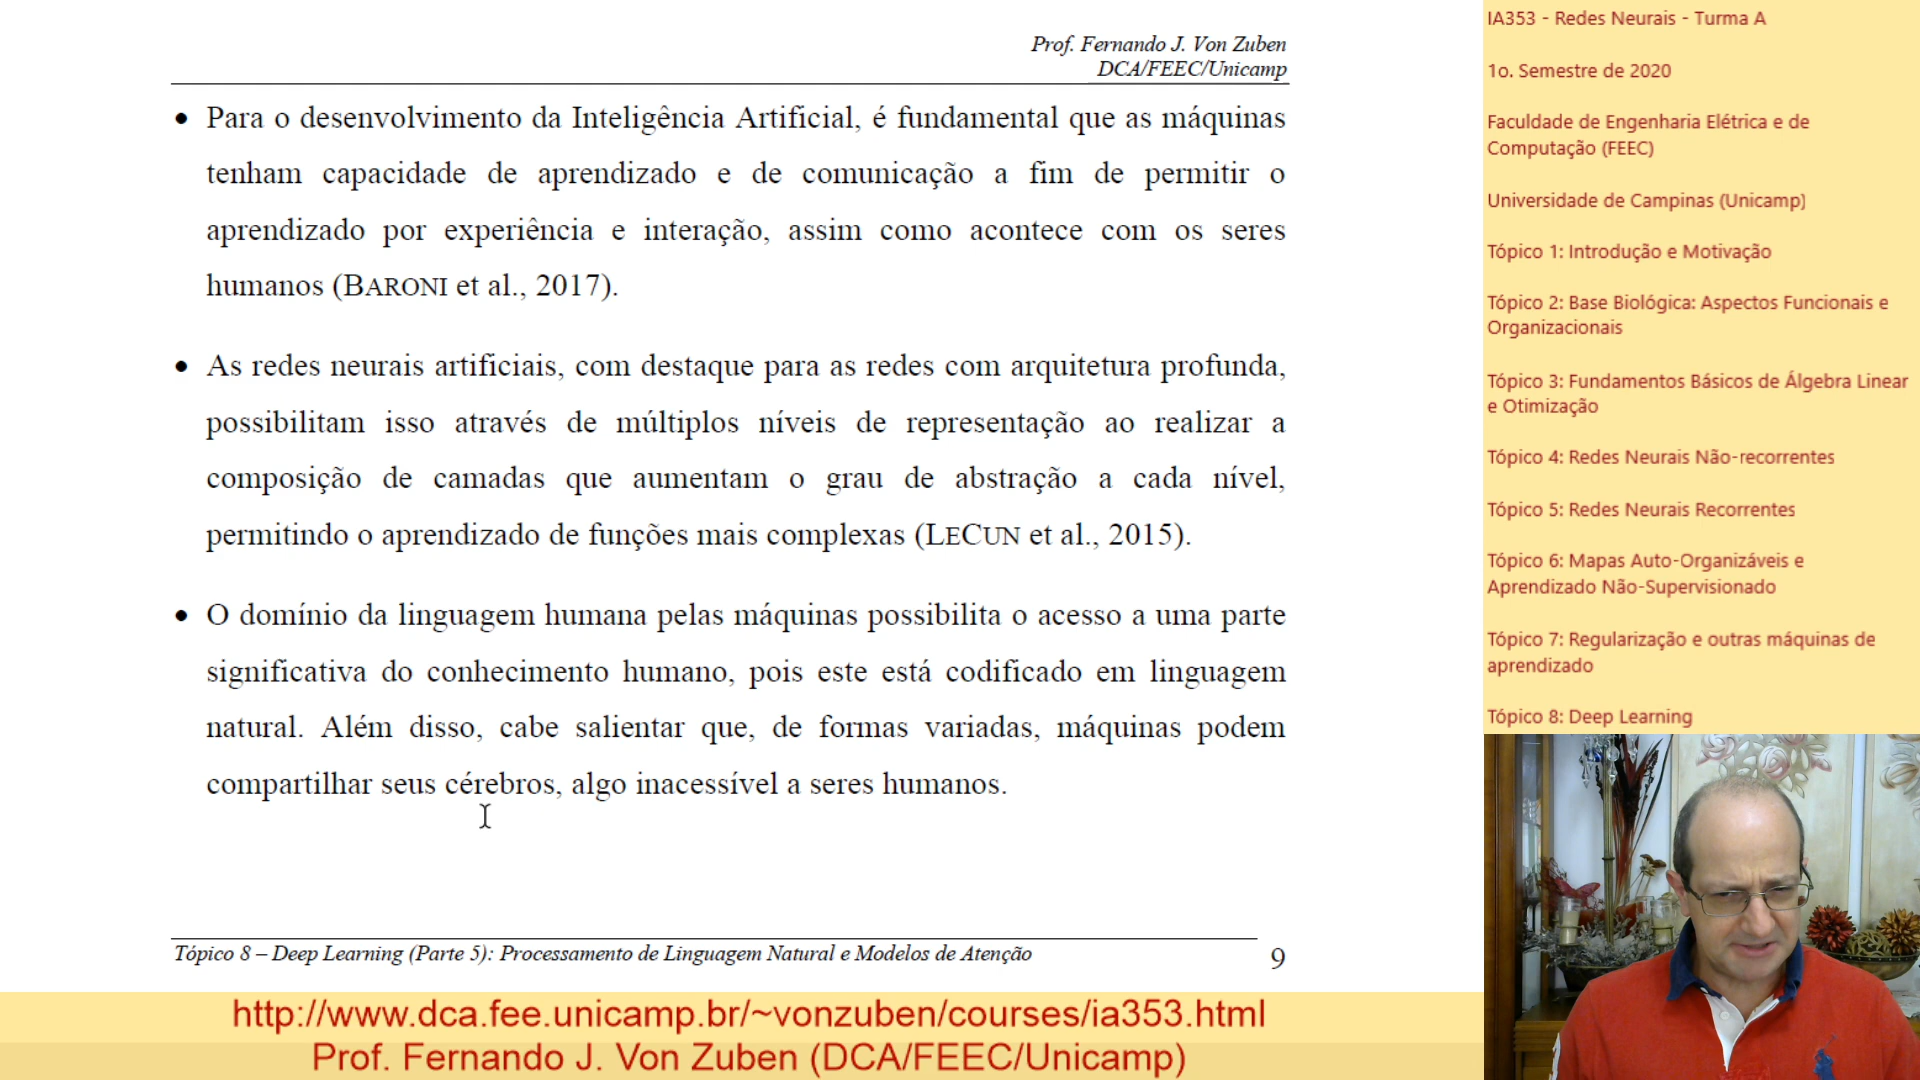 Prof. Fernando J. Von Zuben
DCA/FEEC/Unicamp
• Para o desenvolvimento da Inteligência Artificial, é fundamental que as máquinas
tenham capacidade de aprendizado e de comunicação a fim de permitir o
aprendizado por experiência e interação, assim como acontece com os seres
humanos (BARONI et al., 2017).
• As redes neurais artificiais, com destaque para as redes com arquitetura profunda,
possibilitam isso através de múltiplos níveis de representação ao realizar a
composição de camadas que aumentam o grau de abstração a cada nível,
permitindo o aprendizado de funções mais complexas (LECUN et al., 2015).
• O domínio da linguagem humana pelas máquinas possibilita o acesso a uma parte
significativa do conhecimento humano, pois este está codificado em linguagem
natural. Além disso, cabe salientar que, de formas variadas, máquinas podem
compartilhar seus cérebros, algo inacessível a seres humanos.
Tópico 8 – Deep Learning (Parte 5): Processamento de Linguagem Natural e Modelos de Atenção
9
http://www.dca.fee.unicamp.br/~vonzuben/courses/ia353.html
Prof. Fernando J. Von Zuben (DCA/FEEC/Unicamp)
IA353 - Redes Neurais - Turma A
1o. Semestre de 2020
Faculdade de Engenharia Elétrica e de
Computação (FEEC)
Universidade de Campinas (Unicamp)
Tópico 1: Introdução e Motivação
Tópico 2: Base Biológica: Aspectos Funcionais e
Organizacionais
Tópico 3: Fundamentos Básicos de Álgebra Linear
e Otimização
Tópico 4: Redes Neurais Não-recorrentes
Tópico 5: Redes Neurais Recorrentes
Tópico 6: Mapas Auto-Organizáveis e
Aprendizado Não-Supervisionado
Tópico 7: Regularização e outras máquinas de
aprendizado
Tópico 8: Deep Learning